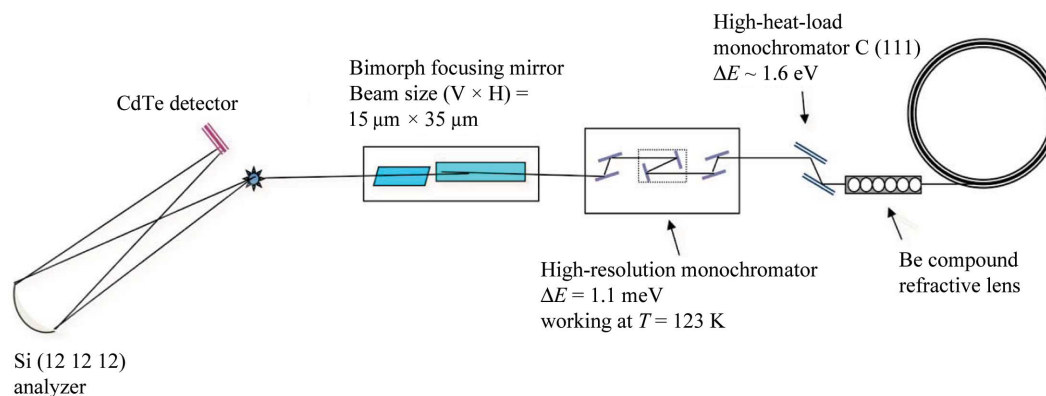 High-heat-load
monochromator C (111)
ΔE ~ 1.6 eV
Bimorph focusing mirror
Beam size (V × H) =
15 μm × 35 μm
CdTe detector
High-resolution monochromator
ΔE = 1.1 meV
working at T = 123 K
Be compound
refractive lens
Si (12 12 12)
analyzer